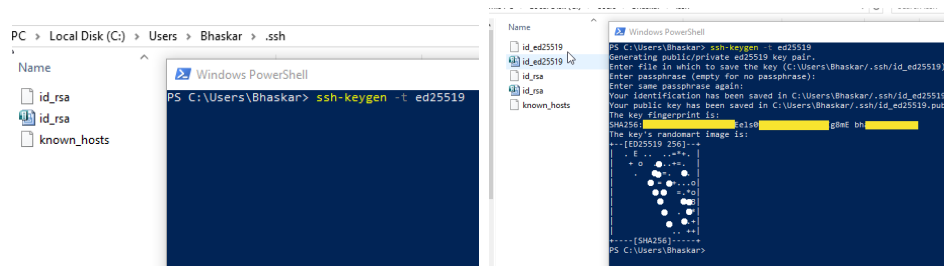 PC > Local Disk (C:) > Users > Bhaskar > .ssh
Name
id_rsa
id_rsa
known_hosts
Windows PowerShell
PS C:\Users\Bhaskar> ssh-keygen -t ed25519
Name
id_ed25519
id_ed25519
id_rsa
id_rsa
known_hosts
Windows PowerShell
PS C:\Users\Bhaskar> ssh-keygen -t ed25519
Generating public/private ed25519 key pair.
Enter file in which to save the key (C:\Users\Bhaskar/.ssh/id_ed25519)
Enter passphrase (empty for no passphrase):
Enter same passphrase again:
Your identification has been saved in C:\Users\Bhaskar/.ssh/id_ed25519
Your public key has been saved in C:\Users\Bhaskar/.ssh/id_ed25519.pub
The key fingerprint is:
SHA256: Eels0 g8mE bh
The key's randomart image is:
+--[ED25519 256]--+
+----[SHA256]-----+
PS C:\Users\Bhaskar>